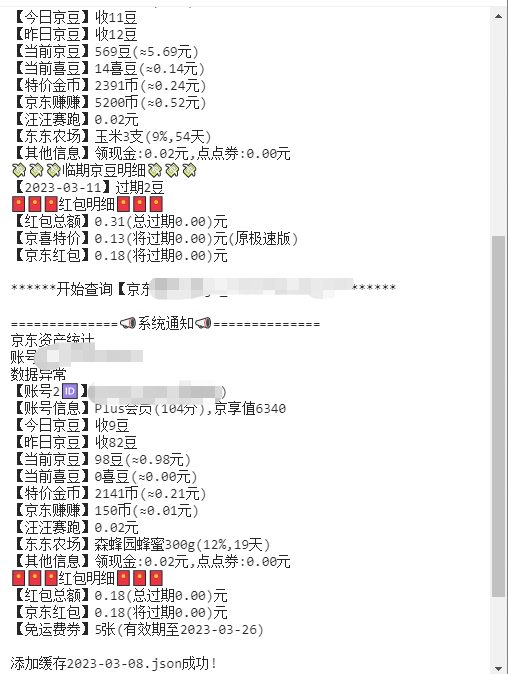 【今日京豆】收11豆
【昨日京豆】收12豆
【当前京豆】569豆(≈5.69元)
【当前喜豆】14喜豆(≈0.14元)
【特价金币】2391币(≈0.24元)
【京东赚赚】5200币(≈0.52元)
【汪汪赛跑】0.02元
【东东农场】玉米3支(9%,54天)
【其他信息】领现金:0.02元,点点券:0.00元
💸💸💸临期京豆明细💸💸💸
【2023-03-11】过期2豆
🧧🧧🧧红包明细🧧🧧🧧
【红包总额】0.31(总过期0.00)元
【京喜特价】0.13(将过期0.00)元(原极速版)
【京东红包】0.18(将过期0.00)元
******开始查询【京东 ******
==============📢系统通知📢==============
京东资产统计
账号
数据异常
【账号2🆔】 )
【账号信息】Plus会员(104分),京享值6340
【今日京豆】收9豆
【昨日京豆】收82豆
【当前京豆】98豆(≈0.98元)
【当前喜豆】0喜豆(≈0.00元)
【特价金币】2141币(≈0.21元)
【京东赚赚】150币(≈0.01元)
【汪汪赛跑】0.02元
【东东农场】森蜂园蜂蜜300g(12%,19天)
【其他信息】领现金:0.02元,点点券:0.00元
🧧🧧🧧红包明细🧧🧧🧧
【红包总额】0.18(总过期0.00)元
【京东红包】0.18(将过期0.00)元
【免运费券】5张(有效期至2023-03-26)
添加缓存2023-03-08.json成功!